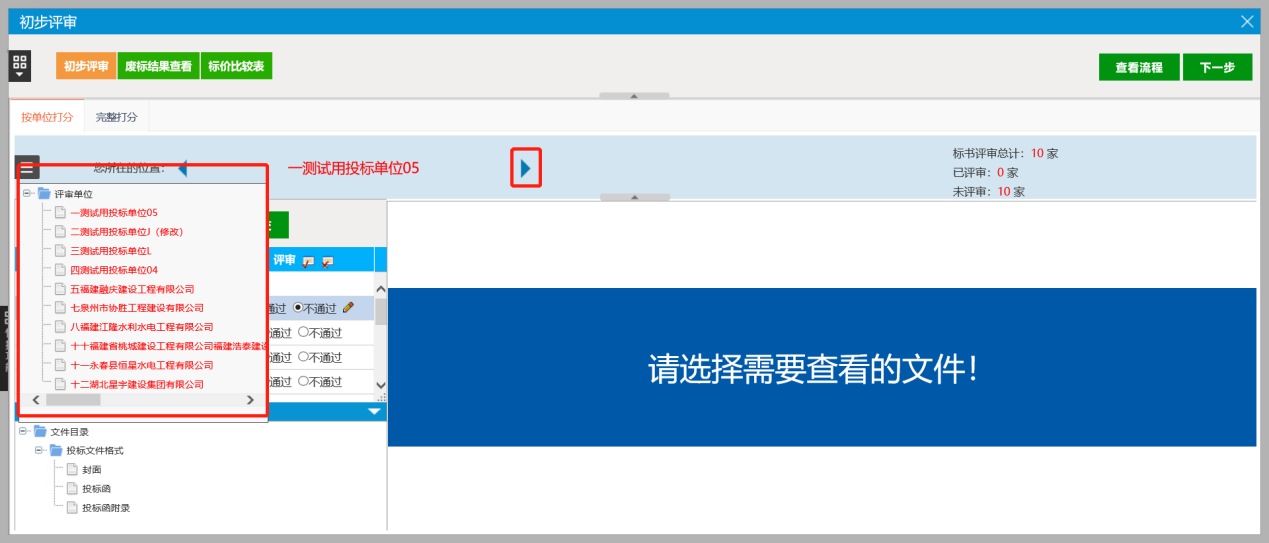 初步评审
初步评审 废标结果查看 标价比较表 查看流程 下一步
按单位打分 完整打分
您所在的位置： 一测试用投标单位05
标书评审总计：10 家
已评审：0 家
未评审：10 家
评审单位
一测试用投标单位05
二测试用投标单位J（修改）
三测试用投标单位L
四测试用投标单位04
五福建融庆建设工程有限公司
七泉州市协胜工程建设有限公司
八福建江隆水利水电工程有限公司
十十福建省桃城建设工程有限公司福建浩泰建设
十一永春县恒星水电工程有限公司
十二湖北星宇建设集团有限公司
评审
通过 不通过
通过 不通过
通过 不通过
通过 不通过
请选择需要查看的文件！
文件目录
投标文件格式
封面
投标函
投标函附录